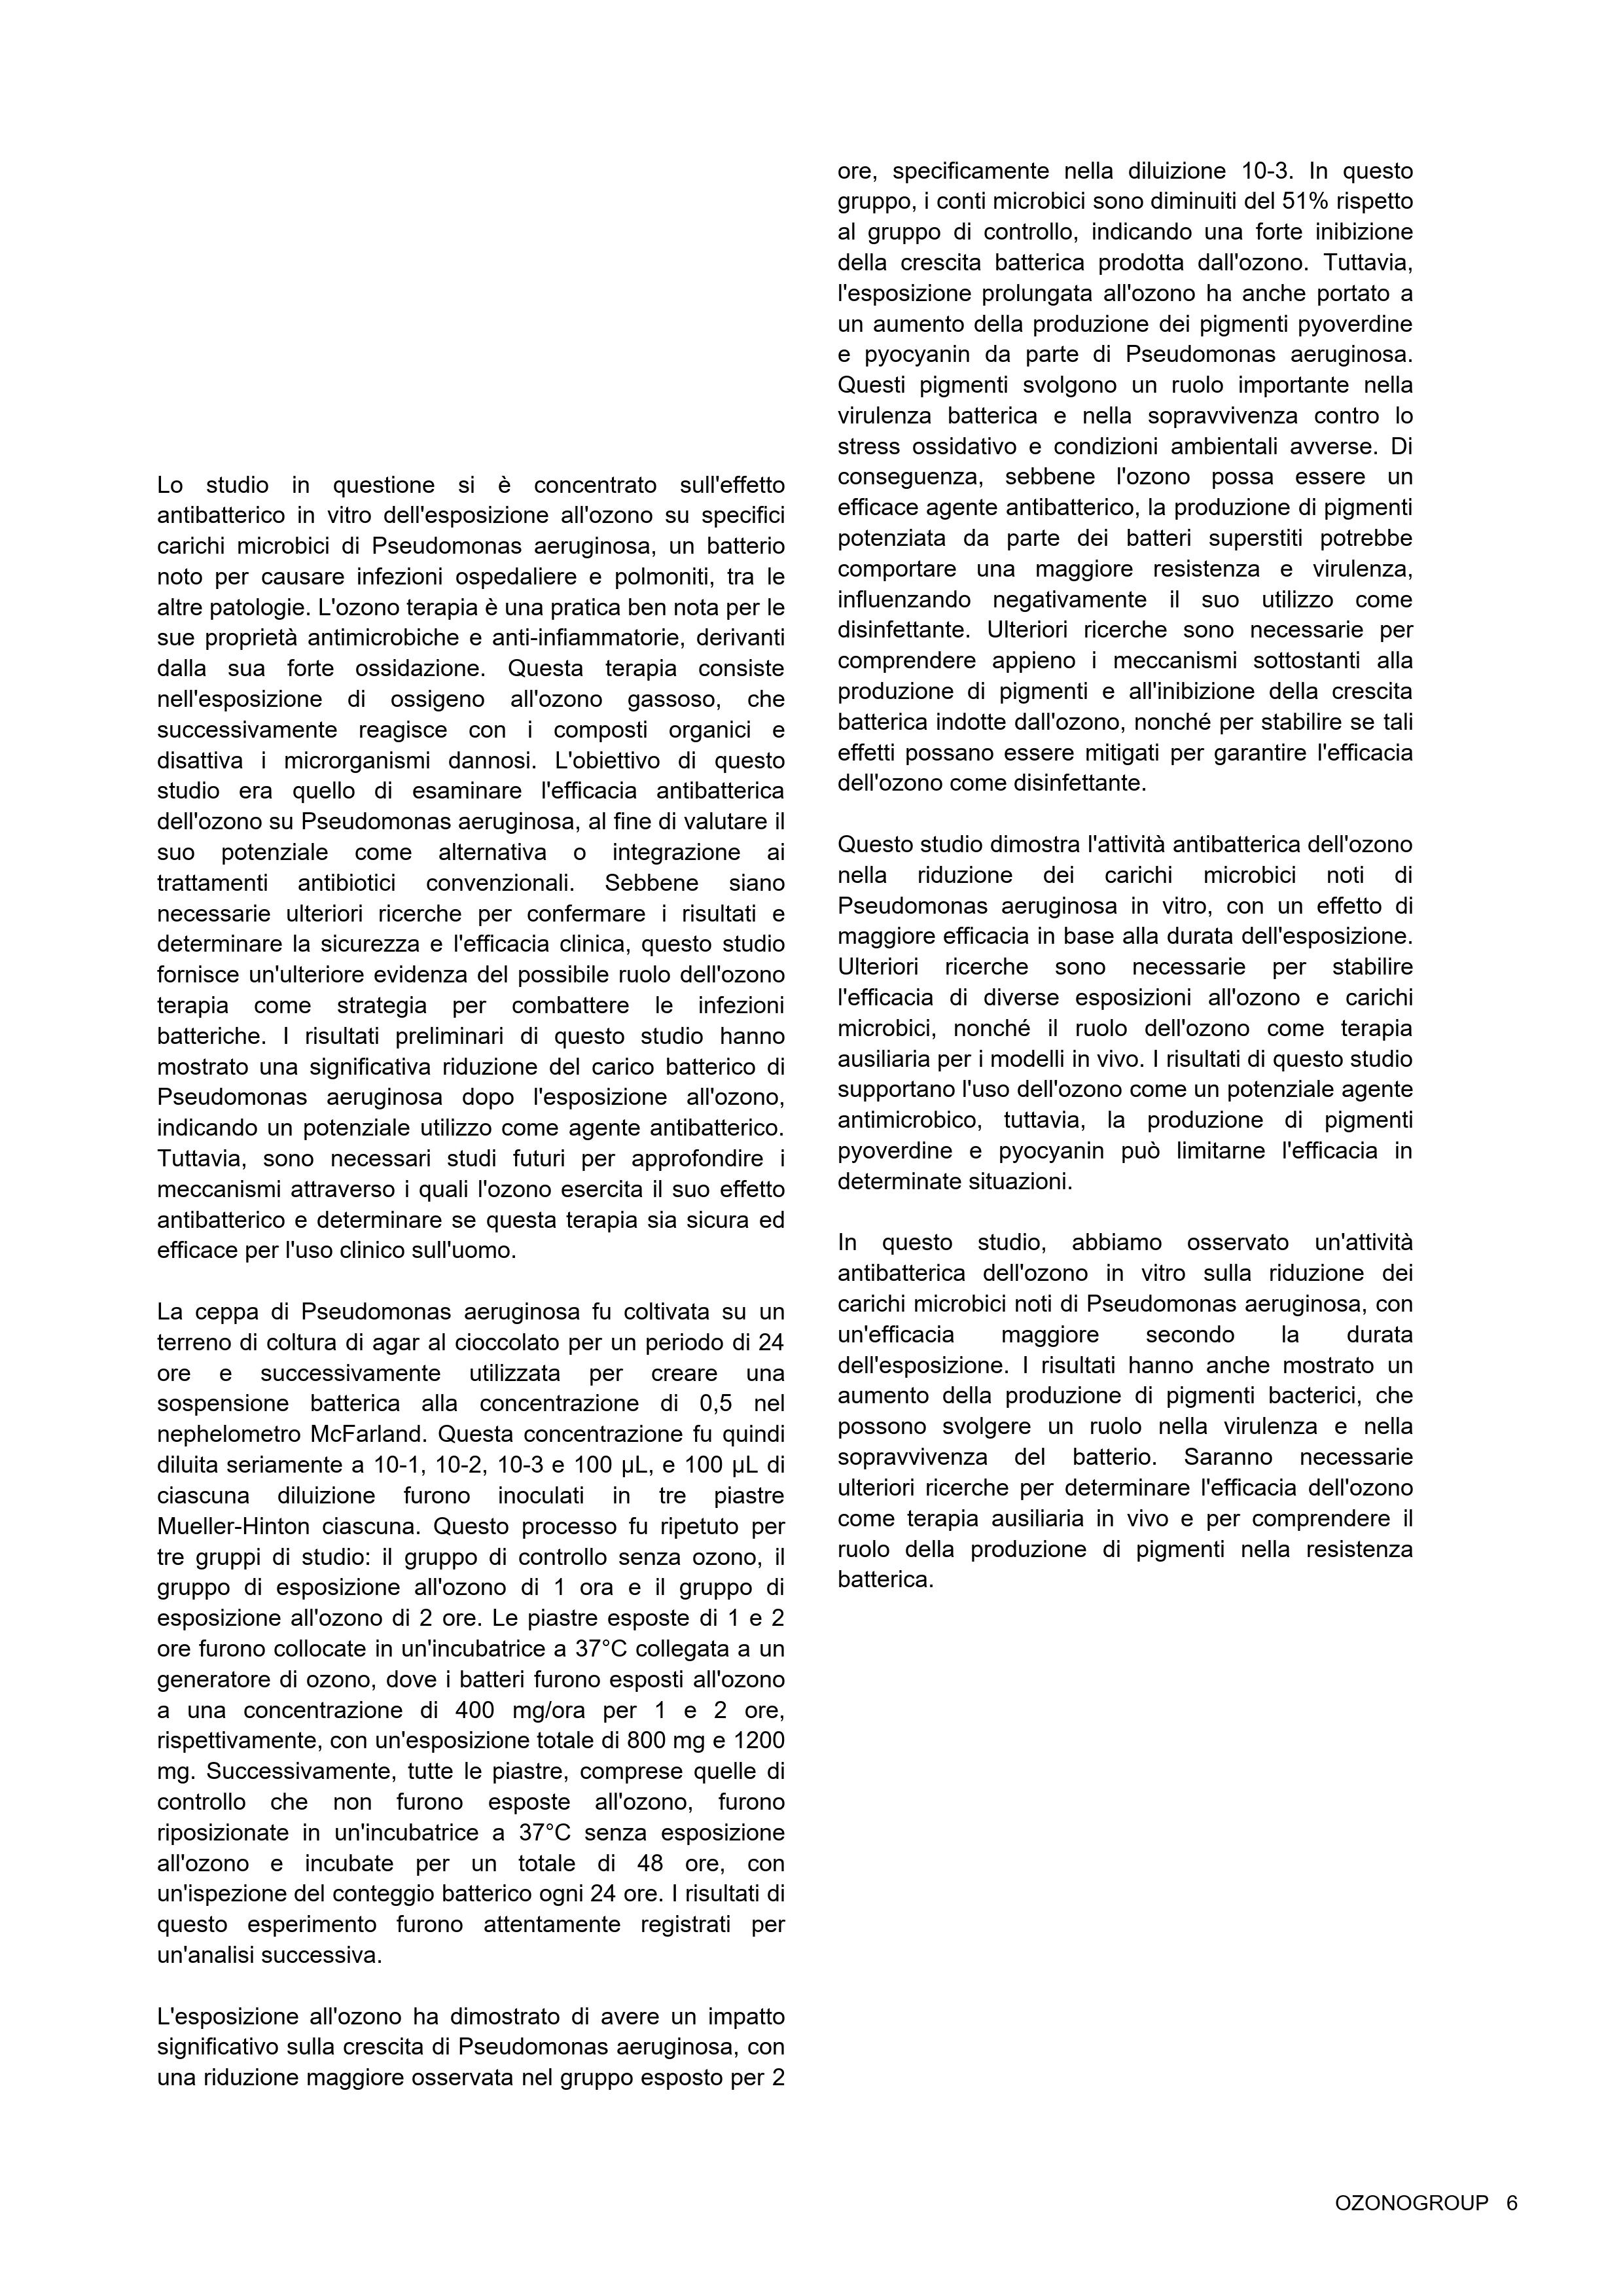 Lo studio in questione si è concentrato sull'effetto
antibatterico in vitro dell'esposizione all'ozono su specifici
carichi microbici di Pseudomonas aeruginosa, un batterio
noto per causare infezioni ospedaliere e polmoniti, tra le
altre patologie. L'ozono terapia è una pratica ben nota per le
sue proprietà antimicrobiche e anti-infiammatorie, derivanti
dalla sua forte ossidazione. Questa terapia consiste
nell'esposizione di ossigeno all'ozono gassoso, che
successivamente reagisce con i composti organici e
disattiva i microrganismi dannosi. L'obiettivo di questo
studio era quello di esaminare l'efficacia antibatterica
dell'ozono su Pseudomonas aeruginosa, al fine di valutare il
suo potenziale come alternativa o integrazione ai
trattamenti antibiotici convenzionali. Sebbene siano
necessarie ulteriori ricerche per confermare i risultati e
determinare la sicurezza e l'efficacia clinica, questo studio
fornisce un'ulteriore evidenza del possibile ruolo dell'ozono
terapia come strategia per combattere le infezioni
batteriche. I risultati preliminari di questo studio hanno
mostrato una significativa riduzione del carico batterico di
Pseudomonas aeruginosa dopo l'esposizione all'ozono,
indicando un potenziale utilizzo come agente antibatterico.
Tuttavia, sono necessari studi futuri per approfondire i
meccanismi attraverso i quali l'ozono esercita il suo effetto
antibatterico e determinare se questa terapia sia sicura ed
efficace per l'uso clinico sull'uomo.
La ceppa di Pseudomonas aeruginosa fu coltivata su un
terreno di coltura di agar al cioccolato per un periodo di 24
ore e successivamente utilizzata per creare una
sospensione batterica alla concentrazione di 0,5 nel
nephelometro McFarland. Questa concentrazione fu quindi
diluita seriamente a 10-1, 10-2, 10-3 e 100 µL, e 100 µL di
ciascuna diluizione furono inoculati in tre piastre
Mueller-Hinton ciascuna. Questo processo fu ripetuto per
tre gruppi di studio: il gruppo di controllo senza ozono, il
gruppo di esposizione all'ozono di 1 ora e il gruppo di
esposizione all'ozono di 2 ore. Le piastre esposte di 1 e 2
ore furono collocate in un'incubatrice a 37°C collegata a un
generatore di ozono, dove i batteri furono esposti all'ozono
a una concentrazione di 400 mg/ora per 1 e 2 ore,
rispettivamente, con un'esposizione totale di 800 mg e 1200
mg. Successivamente, tutte le piastre, comprese quelle di
controllo che non furono esposte all'ozono, furono
riposizionate in un'incubatrice a 37°C senza esposizione
all'ozono e incubate per un totale di 48 ore, con
un'ispezione del conteggio batterico ogni 24 ore. I risultati di
questo esperimento furono attentamente registrati per
un'analisi successiva.
L'esposizione all'ozono ha dimostrato di avere un impatto
significativo sulla crescita di Pseudomonas aeruginosa, con
una riduzione maggiore osservata nel gruppo esposto per 2
ore, specificamente nella diluizione 10-3. In questo
gruppo, i conti microbici sono diminuiti del 51% rispetto
al gruppo di controllo, indicando una forte inibizione
della crescita batterica prodotta dall'ozono. Tuttavia,
l'esposizione prolungata all'ozono ha anche portato a
un aumento della produzione dei pigmenti pyoverdine
e pyocyanin da parte di Pseudomonas aeruginosa.
Questi pigmenti svolgono un ruolo importante nella
virulenza batterica e nella sopravvivenza contro lo
stress ossidativo e condizioni ambientali avverse. Di
conseguenza, sebbene l'ozono possa essere un
efficace agente antibatterico, la produzione di pigmenti
potenziata da parte dei batteri superstiti potrebbe
comportare una maggiore resistenza e virulenza,
influenzando negativamente il suo utilizzo come
disinfettante. Ulteriori ricerche sono necessarie per
comprendere appieno i meccanismi sottostanti alla
produzione di pigmenti e all'inibizione della crescita
batterica indotte dall'ozono, nonché per stabilire se tali
effetti possano essere mitigati per garantire l'efficacia
dell'ozono come disinfettante.
Questo studio dimostra l'attività antibatterica dell'ozono
nella riduzione dei carichi microbici noti di
Pseudomonas aeruginosa in vitro, con un effetto di
maggiore efficacia in base alla durata dell'esposizione.
Ulteriori ricerche sono necessarie per stabilire
l'efficacia di diverse esposizioni all'ozono e carichi
microbici, nonché il ruolo dell'ozono come terapia
ausiliaria per i modelli in vivo. I risultati di questo studio
supportano l'uso dell'ozono come un potenziale agente
antimicrobico, tuttavia, la produzione di pigmenti
pyoverdine e pyocyanin può limitarne l'efficacia in
determinate situazioni.
In questo studio, abbiamo osservato un'attività
antibatterica dell'ozono in vitro sulla riduzione dei
carichi microbici noti di Pseudomonas aeruginosa, con
un'efficacia maggiore secondo la durata
dell'esposizione. I risultati hanno anche mostrato un
aumento della produzione di pigmenti bacterici, che
possono svolgere un ruolo nella virulenza e nella
sopravvivenza del batterio. Saranno necessarie
ulteriori ricerche per determinare l'efficacia dell'ozono
come terapia ausiliaria in vivo e per comprendere il
ruolo della produzione di pigmenti nella resistenza
batterica.
OZONOGROUP 6